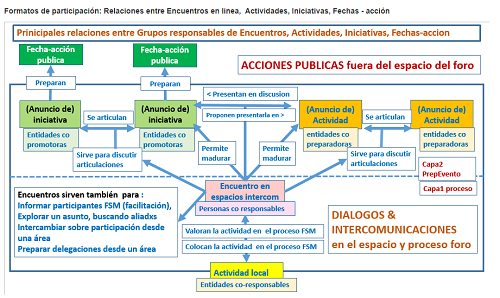 Formatos de participación: Relaciones entre Encuentros en línea, Actividades, Iniciativas, Fechas - acción
Prinicipales relaciones entre Grupos responsables de Encuentros, Actividades, Iniciativas, Fechas-accion
Fecha-acción
publica
Fecha-acción
publica
ACCIONES PUBLICAS fuera del espacio del foro
Preparan
Preparan
< Presentan en discusion
Proponen presentarla en >
(Anuncio de)
iniciativa
Se articulan
(Anuncio de)
iniciativa
(Anuncio de)
Actividad
Se articulan
(Anuncio de)
Actividad
Entidades co
promotoras
Entidades co
promotoras
entidades co
preparadoras
entidades co
preparadoras
Sirve para discutir
articulaciones
Permite
madurar
Permite
madurar
Sirve para discutir
articulaciones
Capa2
PrepEvento
Capa1 proceso
Encuentro en
espacios intercom
Personas co responsables
Encuentros sirven también para :
Informar participantes FSM (facilitación),
Explorar un asunto, buscando aliadxs
Intercambiar sobre participación desde
una área
Preparar delegaciones desde un área
Valoran la actividad en el proceso FSM
Colocan la actividad en el proceso FSM
DIALOGOS &
INTERCOMUNICACIONES
en el espacio y proceso foro
Actividad local
Entidades co-responsables